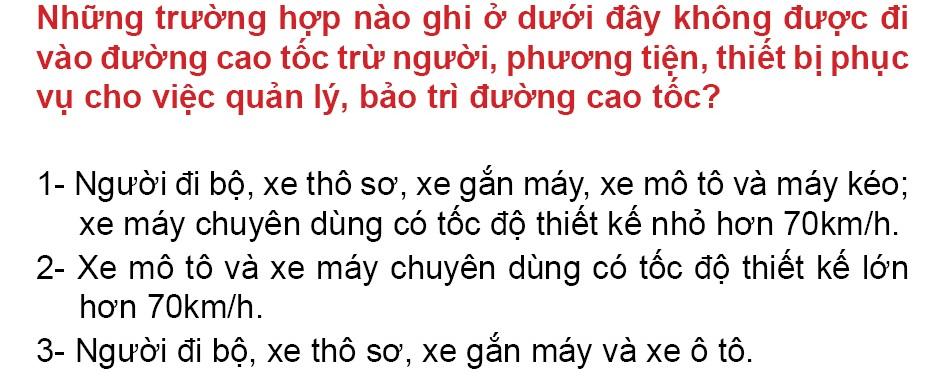 Những trường hợp nào ghi ở dưới đây không được đi
vào đường cao tốc trừ người, phương tiện, thiết bị phục
vụ cho việc quản lý, bảo trì đường cao tốc?
1- Người đi bộ, xe thô sơ, xe gắn máy, xe mô tô và máy kéo;
xe máy chuyên dùng có tốc độ thiết kế nhỏ hơn 70km/h.
2- Xe mô tô và xe máy chuyên dùng có tốc độ thiết kế lớn
hơn 70km/h.
3- Người đi bộ, xe thô sơ, xe gắn máy và xe ô tô.